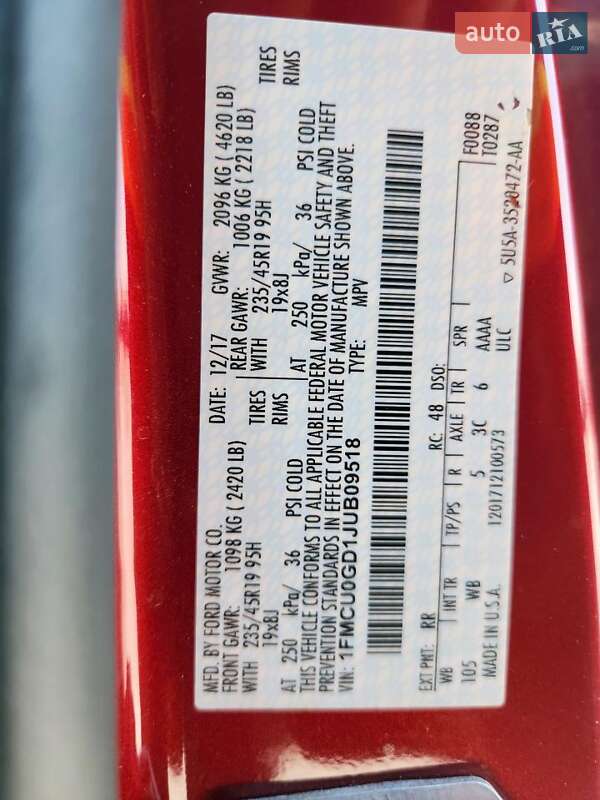 auto RIA .com
MFD. BY FORD MOTOR CO. DATE: 12/17 GVWR: 2096 KG ( 4620 LB)
FRONT GAWR: 1098 KG ( 2420 LB) REAR GAWR: 1006 KG ( 2218 LB)
WITH 235/45R19 95H TIRES WITH 235/45R19 95H TIRES
19x8J RIMS 19x8J RIMS
AT 250 kPa/ 36 PSI COLD AT 250 kPa/ 36 PSI COLD
THIS VEHICLE CONFORMS TO ALL APPLICABLE FEDERAL MOTOR VEHICLE SAFETY AND THEFT
PREVENTION STANDARDS IN EFFECT ON THE DATE OF MANUFACTURE SHOWN ABOVE.
VIN: 1FMCU0GD1JUB09518 TYPE: MPV
F0088
T0287
EXT PNT: RR RC: 48 DSO:
WB INT TR TP/PS R AXLE TR SPR
105 WB 5 3C 6 AAAA
MADE IN U.S.A. 1201712100573 ULC
5U5A-3520472-AA